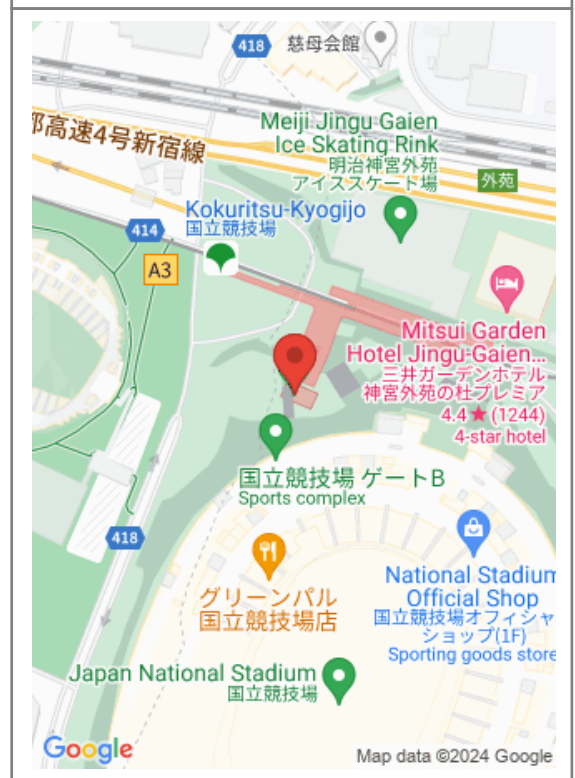 418
慈母会館
都高速4号新宿線
Meiji Jingu Gaien
Ice Skating Rink
明治神宮外苑
アイススケート場
外苑
Kokuritsu-Kyogijo
国立競技場
414
A3
Mitsui Garden
Hotel Jingu-Gaien...
三井ガーデンホテル
神宮外苑の杜プレミア
4.4★(1244)
4-star hotel
国立競技場 ゲートB
Sports complex
418
グリーンパル
国立競技場店
National Stadium
Official Shop
国立競技場オフィシャ
ショップ(1F)
Sporting goods store
Japan National Stadium
国立競技場
Google
Map data ©2024 Google